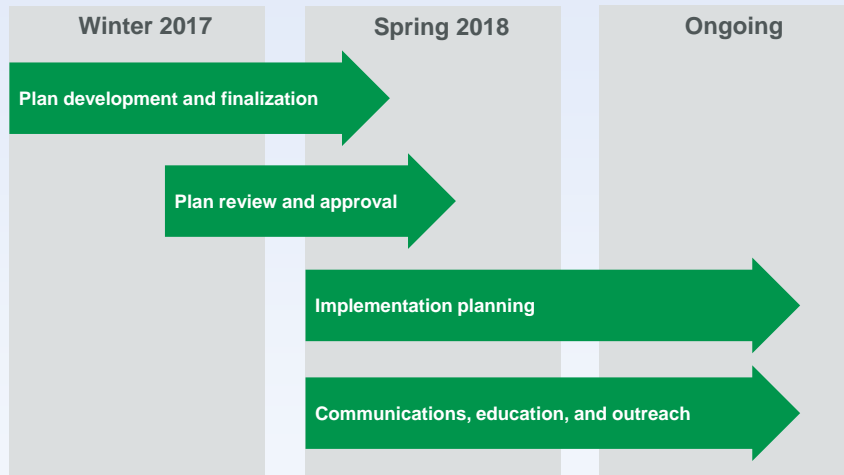 Winter 2017
Spring 2018
Ongoing
Plan development and finalization
Plan review and approval
Implementation planning
Communications, education, and outreach